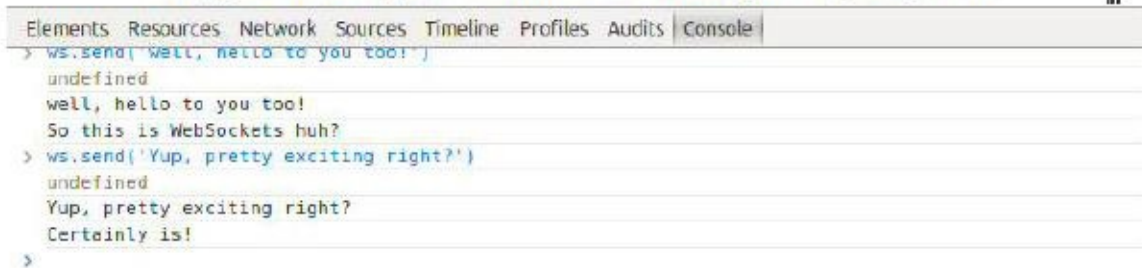 Elements Resources Network Sources Timeline Profiles Audits Console
> ws.send('well, hello to you too!')
undefined
well, hello to you too!
So this is WebSockets huh?
> ws.send('Yup, pretty exciting right?')
undefined
Yup, pretty exciting right?
Certainly is!
>